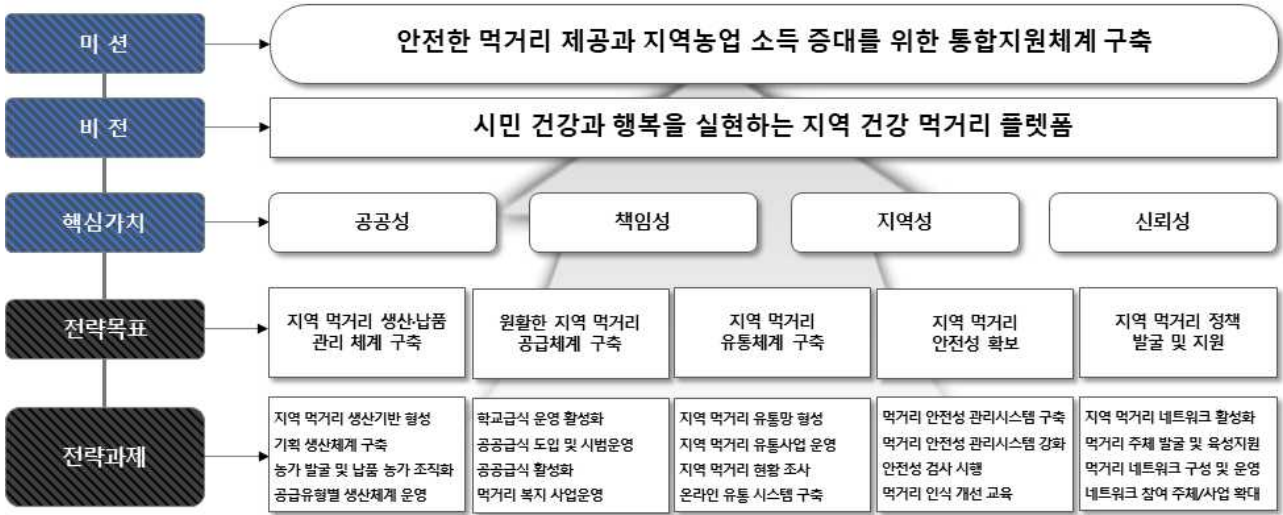 미 션
안전한 먹거리 제공과 지역농업 소득 증대를 위한 통합지원체계 구축
비 전
시민 건강과 행복을 실현하는 지역 건강 먹거리 플렛폼
핵심가치
공공성
책임성
지역성
신뢰성
전략목표
지역 먹거리 생산·납품
관리 체계 구축
원활한 지역 먹거리
공급체계 구축
지역 먹거리
유통체계 구축
지역 먹거리
안전성 확보
지역 먹거리 정책
발굴 및 지원
전략과제
지역 먹거리 생산기반 형성
기획 생산체계 구축
농가 발굴 및 납품 농가 조직화
공급유형별 생산체계 운영
학교급식 운영 활성화
공공급식 도입 및 시범운영
공공급식 활성화
먹거리 복지 사업운영
지역 먹거리 유통망 형성
지역 먹거리 유통사업 운영
지역 먹거리 현황 조사
온라인 유통 시스템 구축
먹거리 안전성 관리시스템 구축
먹거리 안전성 관리시스템 강화
안전성 검사 시행
먹거리 인식 개선 교육
지역 먹거리 네트워크 활성화
먹거리 주체 발굴 및 육성지원
먹거리 네트워크 구성 및 운영
네트워크 참여 주체/사업 확대